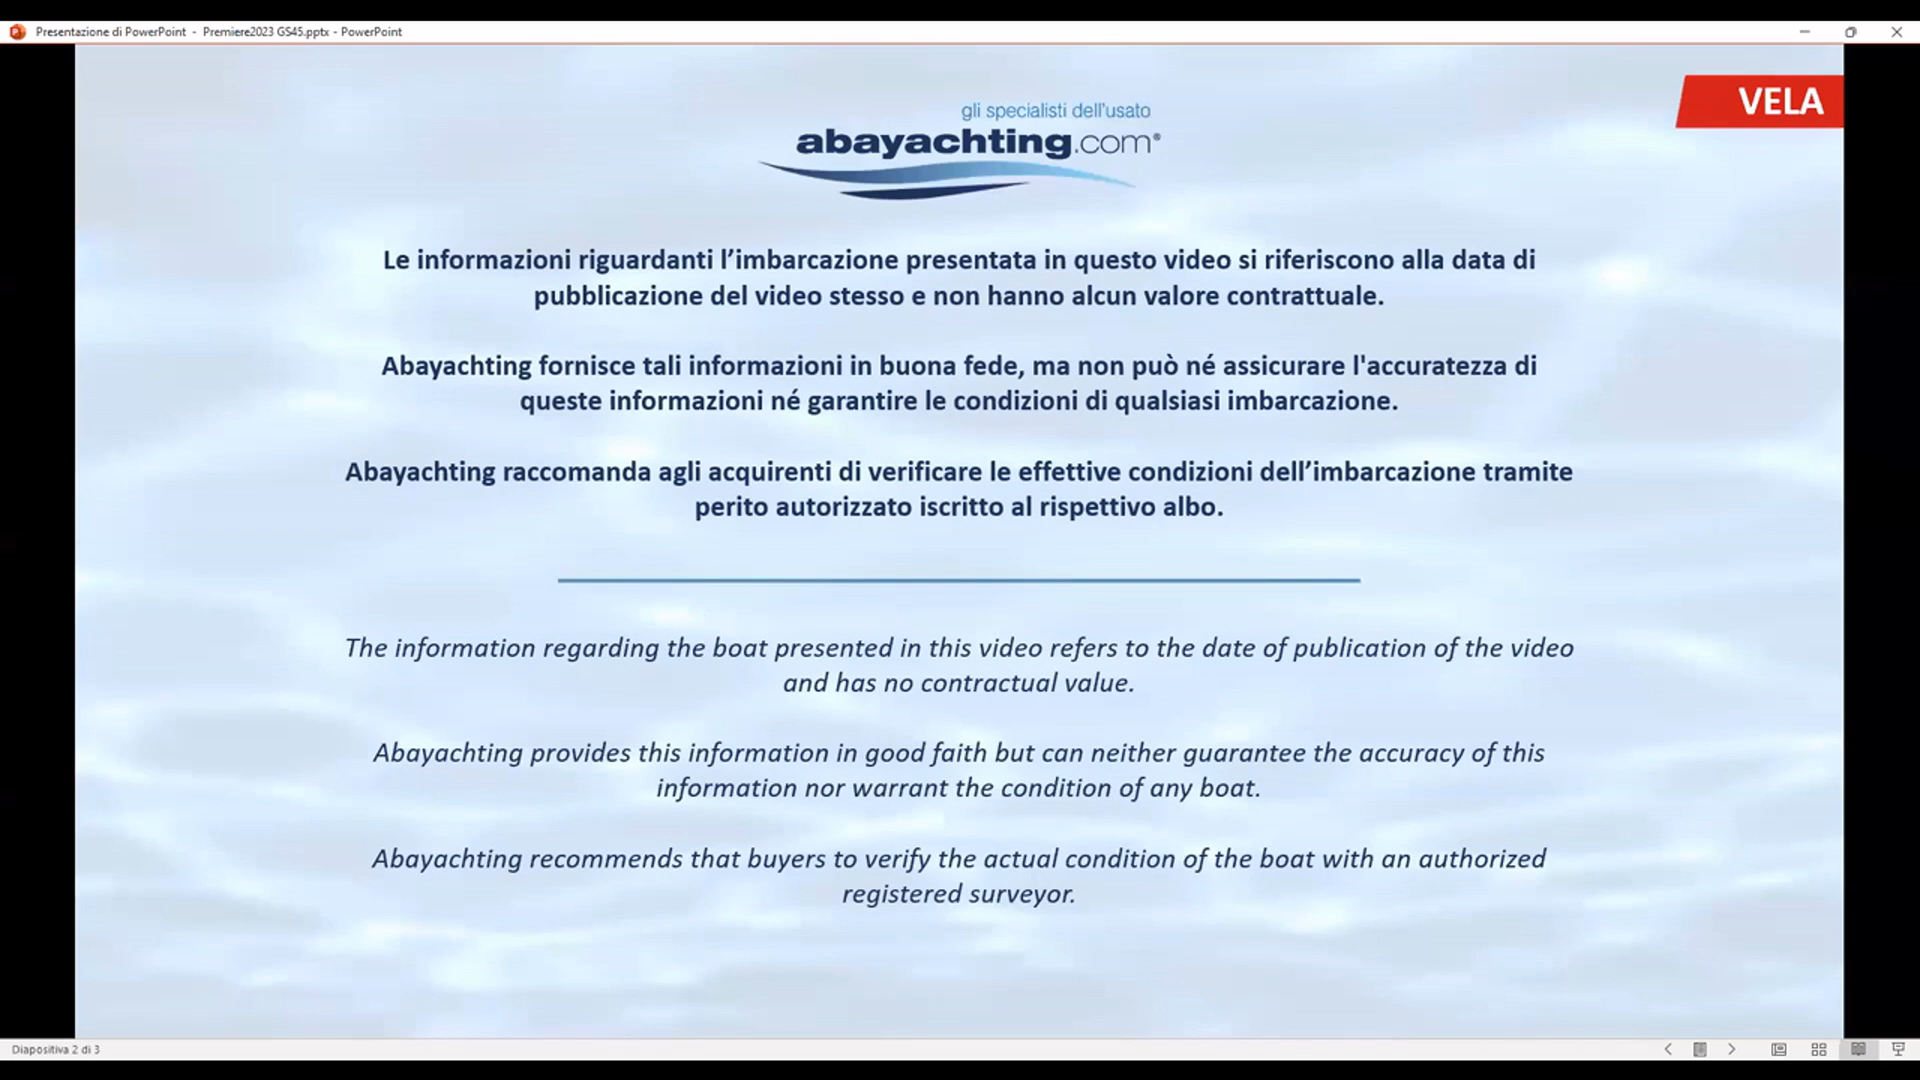 Presentazione di PowerPoint - Premiere2023 GS45.pptx - PowerPoint
VELA
gli specialisti dell'usato
abayachting.com®
Le informazioni riguardanti l’imbarcazione presentata in questo video si riferiscono alla data di
pubblicazione del video stesso e non hanno alcun valore contrattuale.
Abayachting fornisce tali informazioni in buona fede, ma non può né assicurare l'accuratezza di
queste informazioni né garantire le condizioni di qualsiasi imbarcazione.
Abayachting raccomanda agli acquirenti di verificare le effettive condizioni dell’imbarcazione tramite
perito autorizzato iscritto al rispettivo albo.
The information regarding the boat presented in this video refers to the date of publication of the video
and has no contractual value.
Abayachting provides this information in good faith but can neither guarantee the accuracy of this
information nor warrant the condition of any boat.
Abayachting recommends that buyers to verify the actual condition of the boat with an authorized
registered surveyor.
Diapositiva 2 di 3